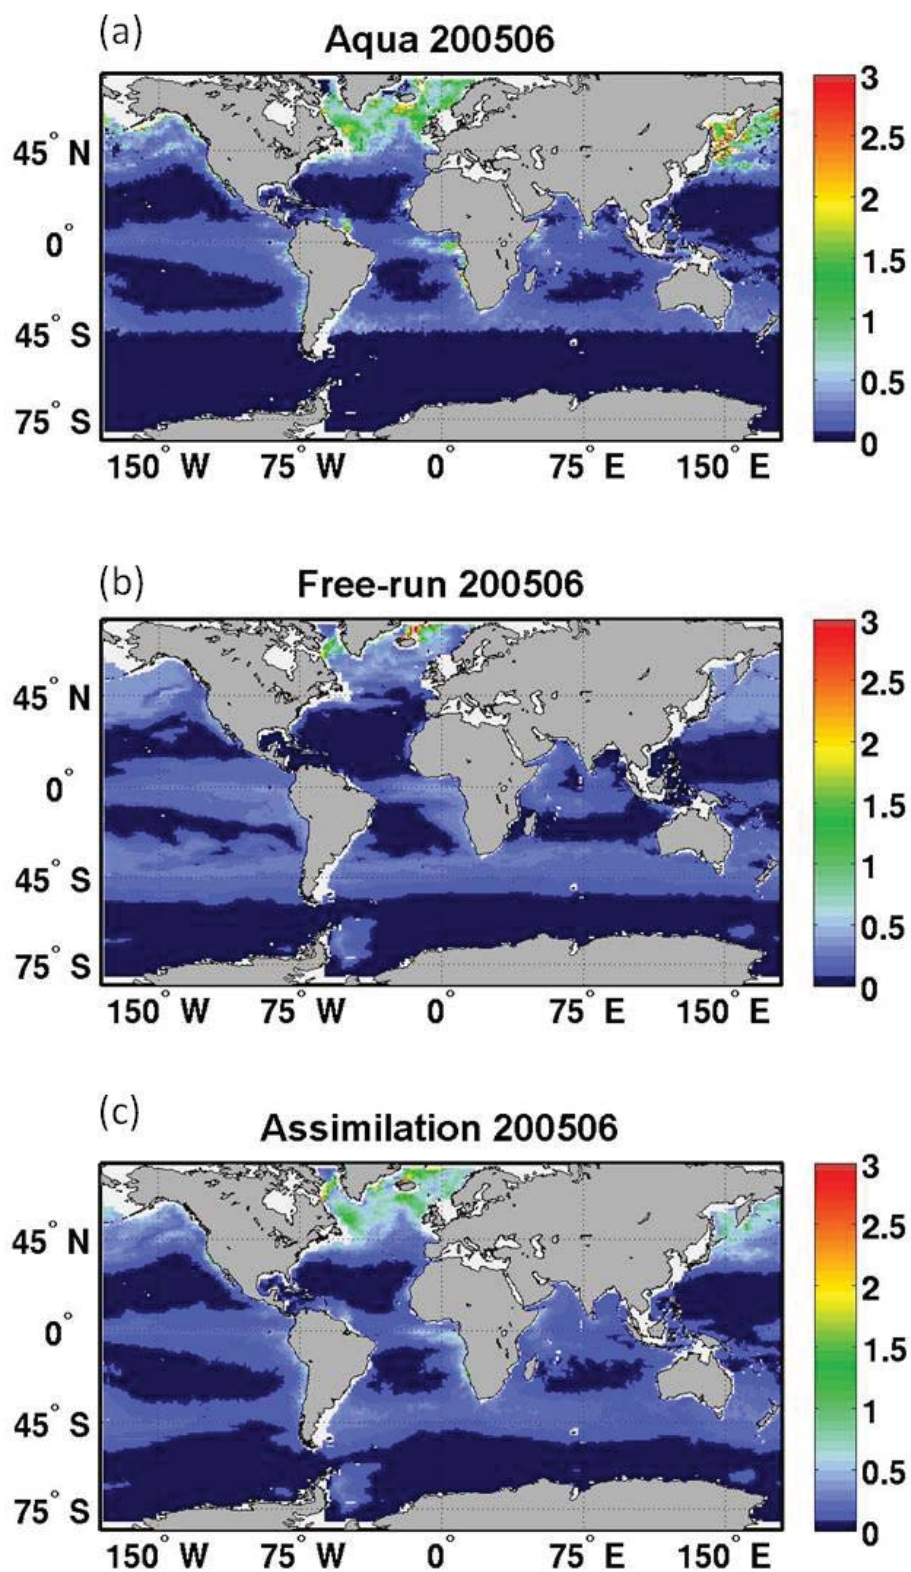 (a)
Aqua 200506
45° N
0°
45° S
75° S
150° W
75° W
0°
75° E
150° E
3
2.5
2
1.5
1
0.5
0
(b)
Free-run 200506
45° N
0°
45° S
75° S
150° W
75° W
0°
75° E
150° E
3
2.5
2
1.5
1
0.5
0
(c)
Assimilation 200506
45° N
0°
45° S
75° S
150° W
75° W
0°
75° E
150° E
3
2.5
2
1.5
1
0.5
0